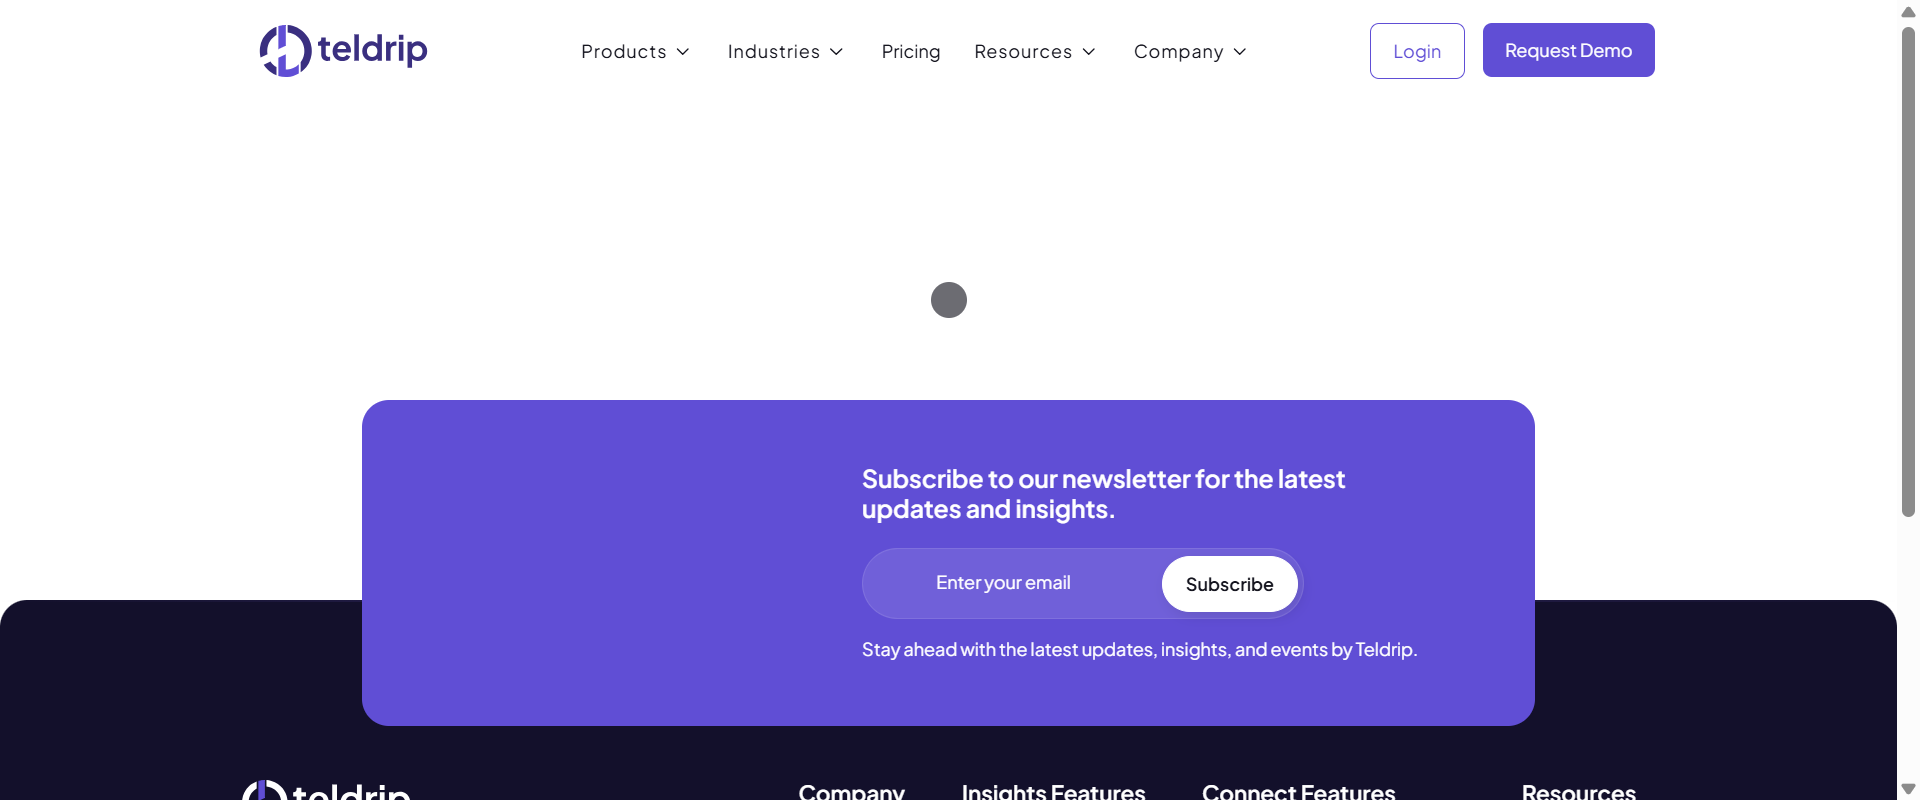 teldrip
Products
Industries
Pricing
Resources
Company
Login
Request Demo
Subscribe to our newsletter for the latest
updates and insights.
Enter your email
Subscribe
Stay ahead with the latest updates, insights, and events by Teldrip.
teldrip
Company
Insights Features
Connect Features
Resources